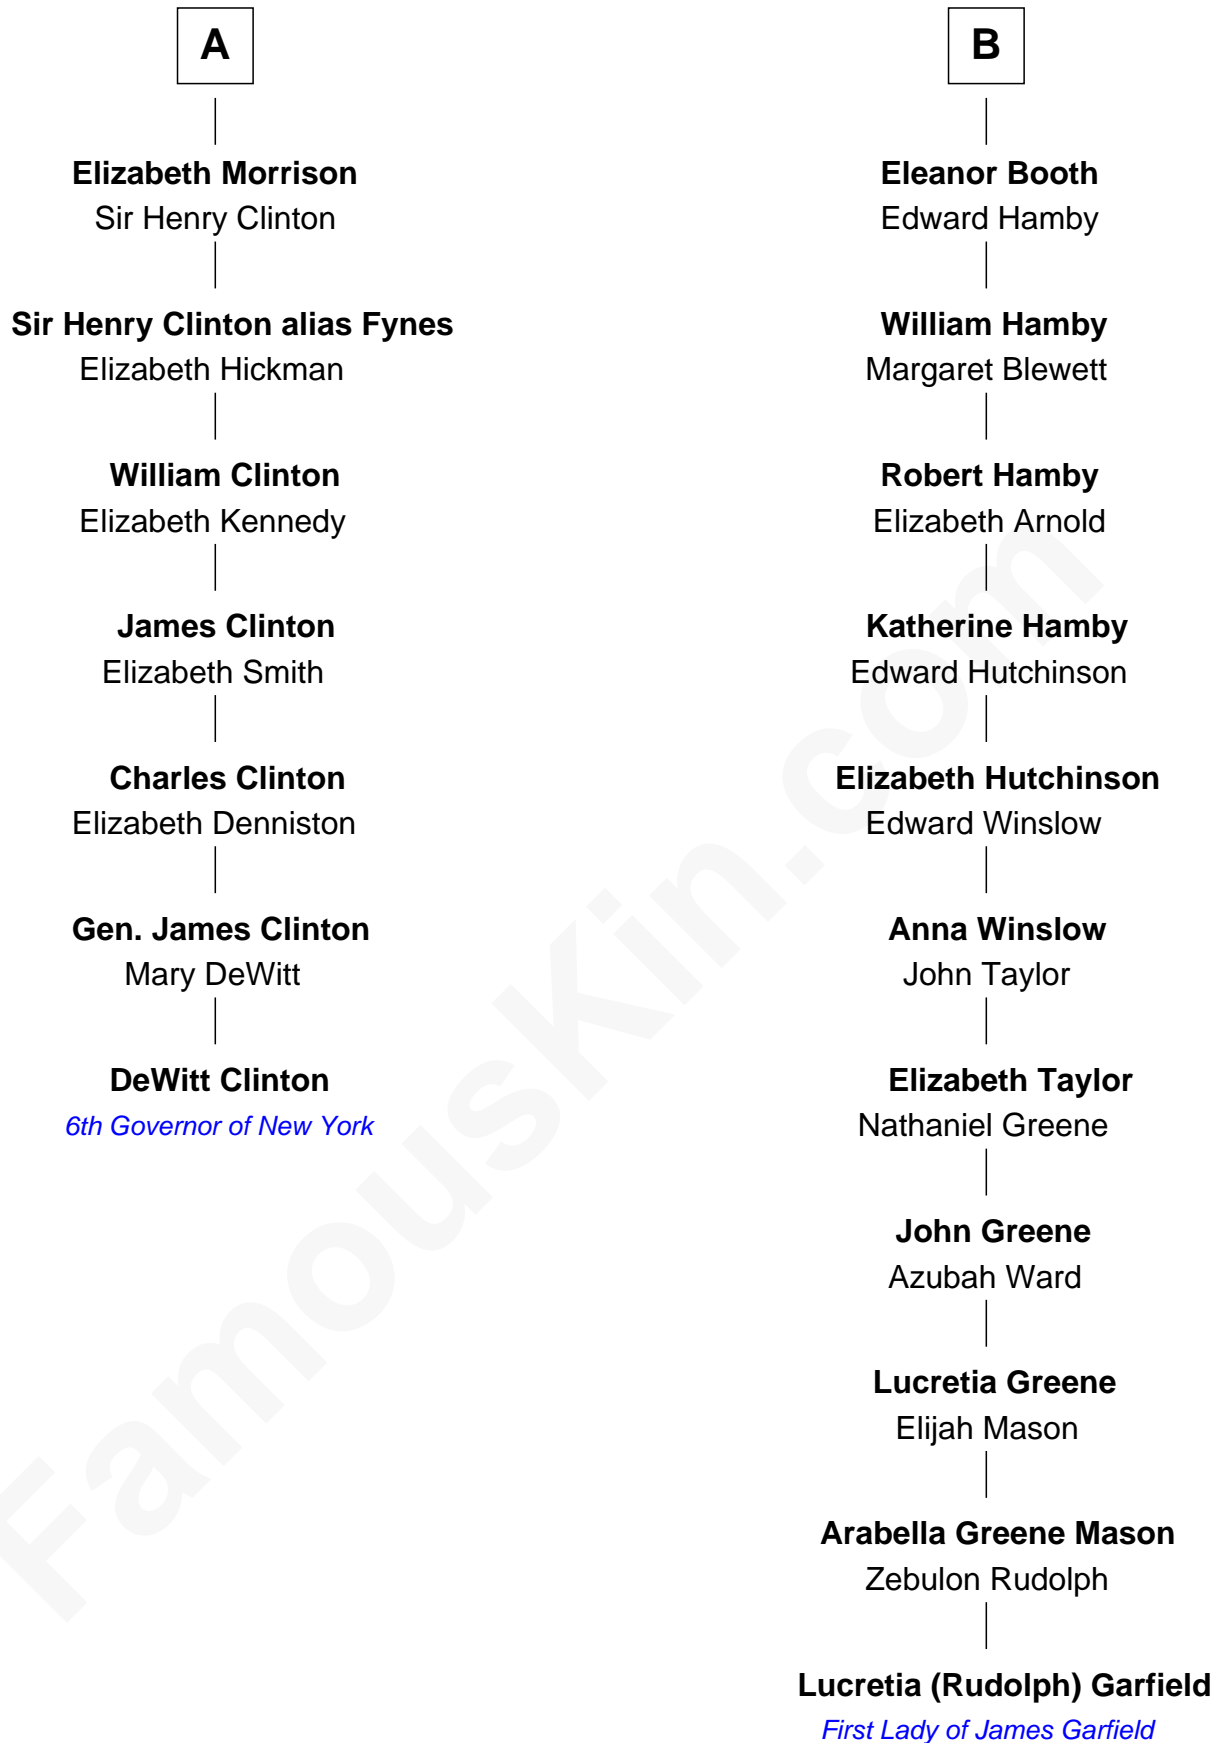 A
Elizabeth Morrison
Sir Henry Clinton
Sir Henry Clinton alias Fynes
Elizabeth Hickman
William Clinton
Elizabeth Kennedy
James Clinton
Elizabeth Smith
Charles Clinton
Elizabeth Denniston
Gen. James Clinton
Mary DeWitt
DeWitt Clinton
6th Governor of New York
B
Eleanor Booth
Edward Hamby
William Hamby
Margaret Blewett
Robert Hamby
Elizabeth Arnold
Katherine Hamby
Edward Hutchinson
Elizabeth Hutchinson
Edward Winslow
Anna Winslow
John Taylor
Elizabeth Taylor
Nathaniel Greene
John Greene
Azubah Ward
Lucretia Greene
Elijah Mason
Arabella Greene Mason
Zebulon Rudolph
Lucretia (Rudolph) Garfield
First Lady of James Garfield
FamousKin.com